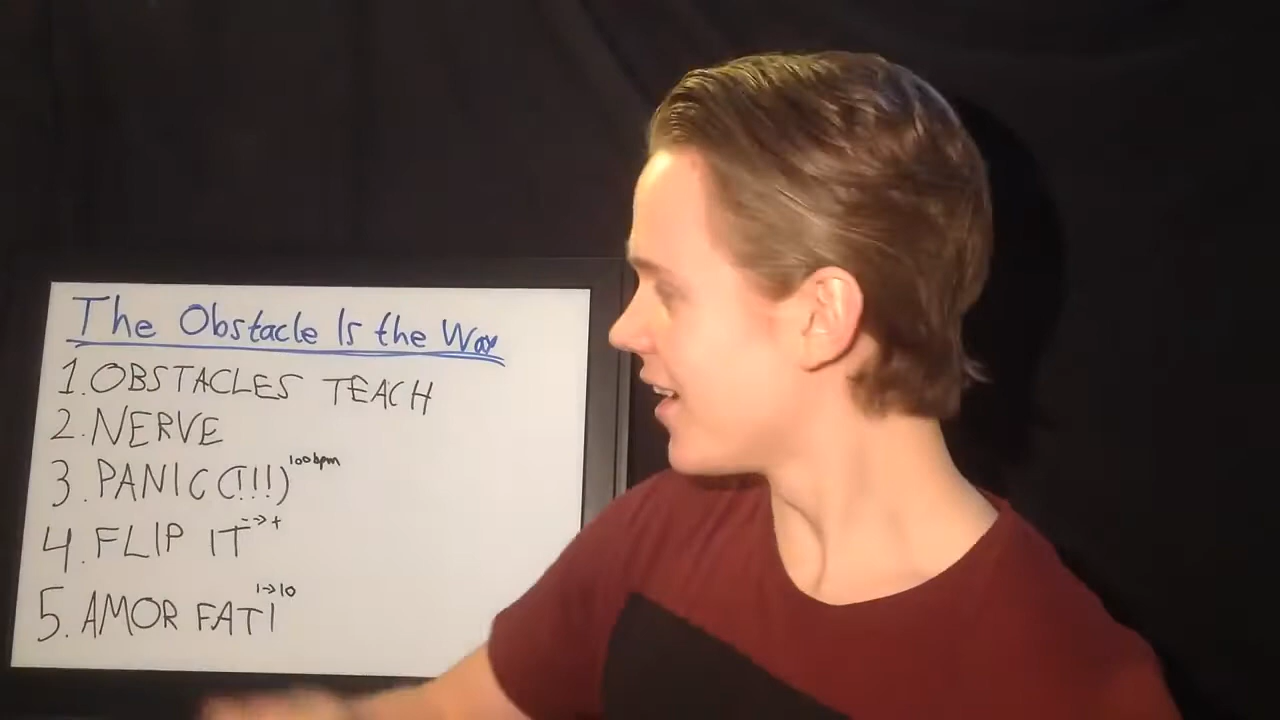 The Obstacle Is the Way
1. OBSTACLES TEACH
2. NERVE
3. PANIC (!!!) 100bpm
4. FLIP IT - -> +
5. AMOR FATI 1->10